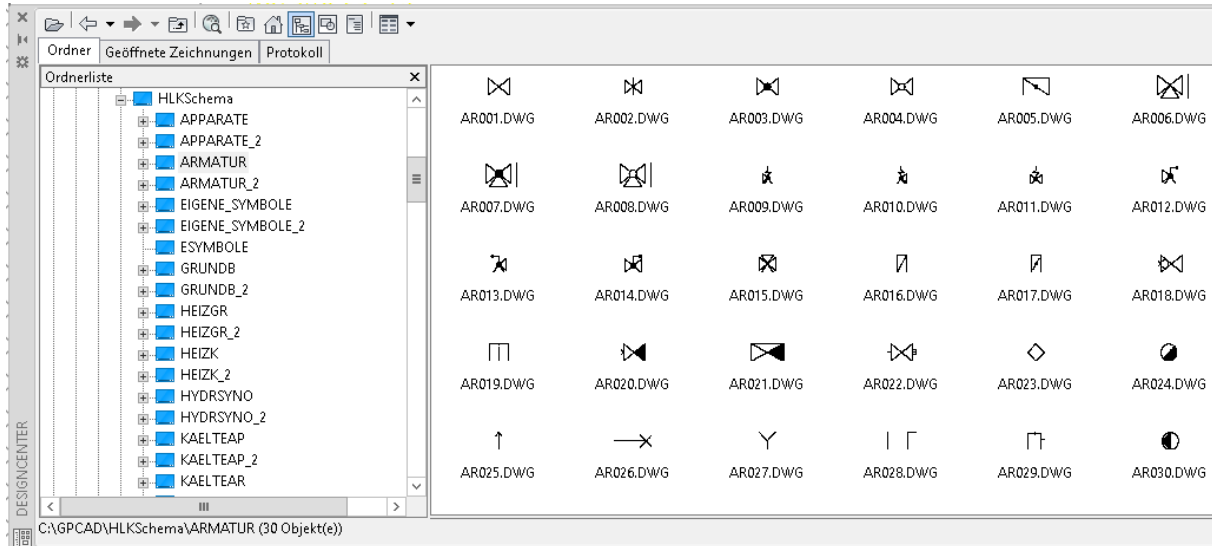 Ordner Geöffnete Zeichnungen Protokoll
Ordnerliste
HLKSchema
APPARATE
APPARATE_2
ARMATUR
ARMATUR_2
EIGENE_SYMBOLE
EIGENE_SYMBOLE_2
ESYMBOLE
GRUNDB
GRUNDB_2
HEIZGR
HEIZGR_2
HEIZK
HEIZK_2
HYDRSYNO
HYDRSYNO_2
KAELTEAP
KAELTEAP_2
KAELTEAR
AR001.DWG AR002.DWG AR003.DWG AR004.DWG AR005.DWG AR006.DWG
AR007.DWG AR008.DWG AR009.DWG AR010.DWG AR011.DWG AR012.DWG
AR013.DWG AR014.DWG AR015.DWG AR016.DWG AR017.DWG AR018.DWG
AR019.DWG AR020.DWG AR021.DWG AR022.DWG AR023.DWG AR024.DWG
AR025.DWG AR026.DWG AR027.DWG AR028.DWG AR029.DWG AR030.DWG
DESIGNCENTER
C:\GPCAD\HLKSchema\ARMATUR (30 Objekt(e))